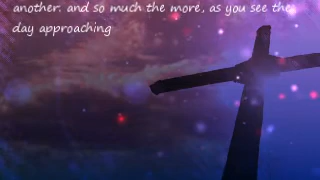 another: and so much the more, as you see the
day approaching